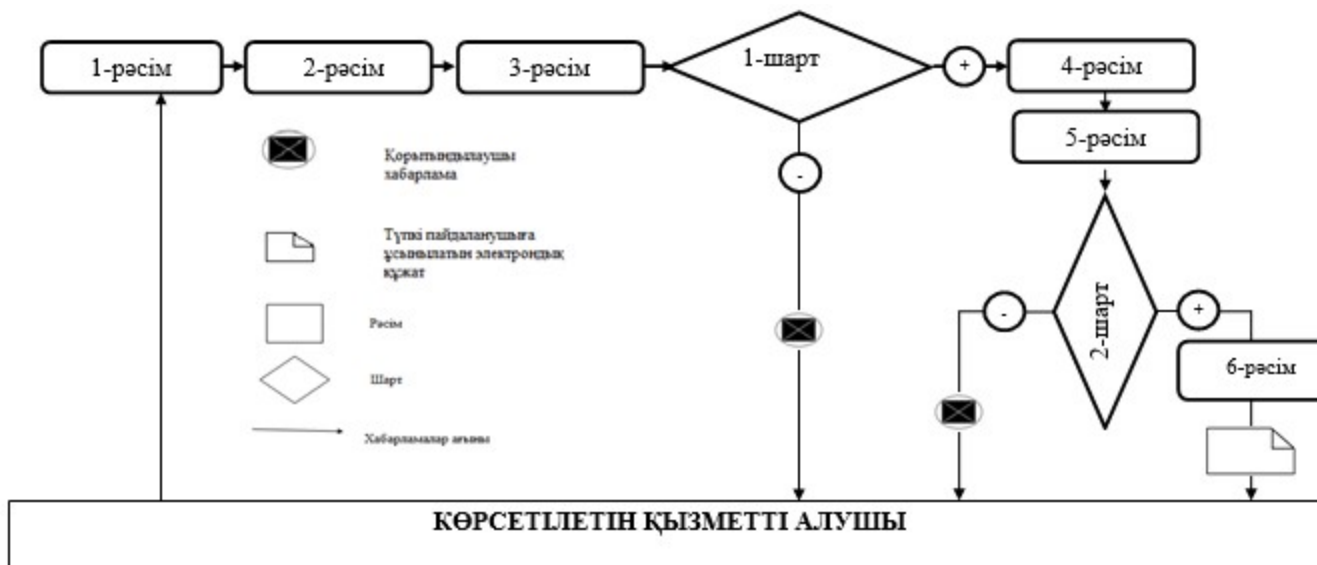 1-рәсім
2-рәсім
3-рәсім
1-шарт
+
4-рәсім
5-рәсім
-
Қорытындылаушы
хабарлама
Түпкі пайдаланушыға
ұсынылатын электрондық
құжат
Рәсім
Шарт
Хабарламалар ағыны
-
2-шарт
+
6-рәсім
КӨРСЕТІЛЕТІН ҚЫЗМЕТТІ АЛУШЫ